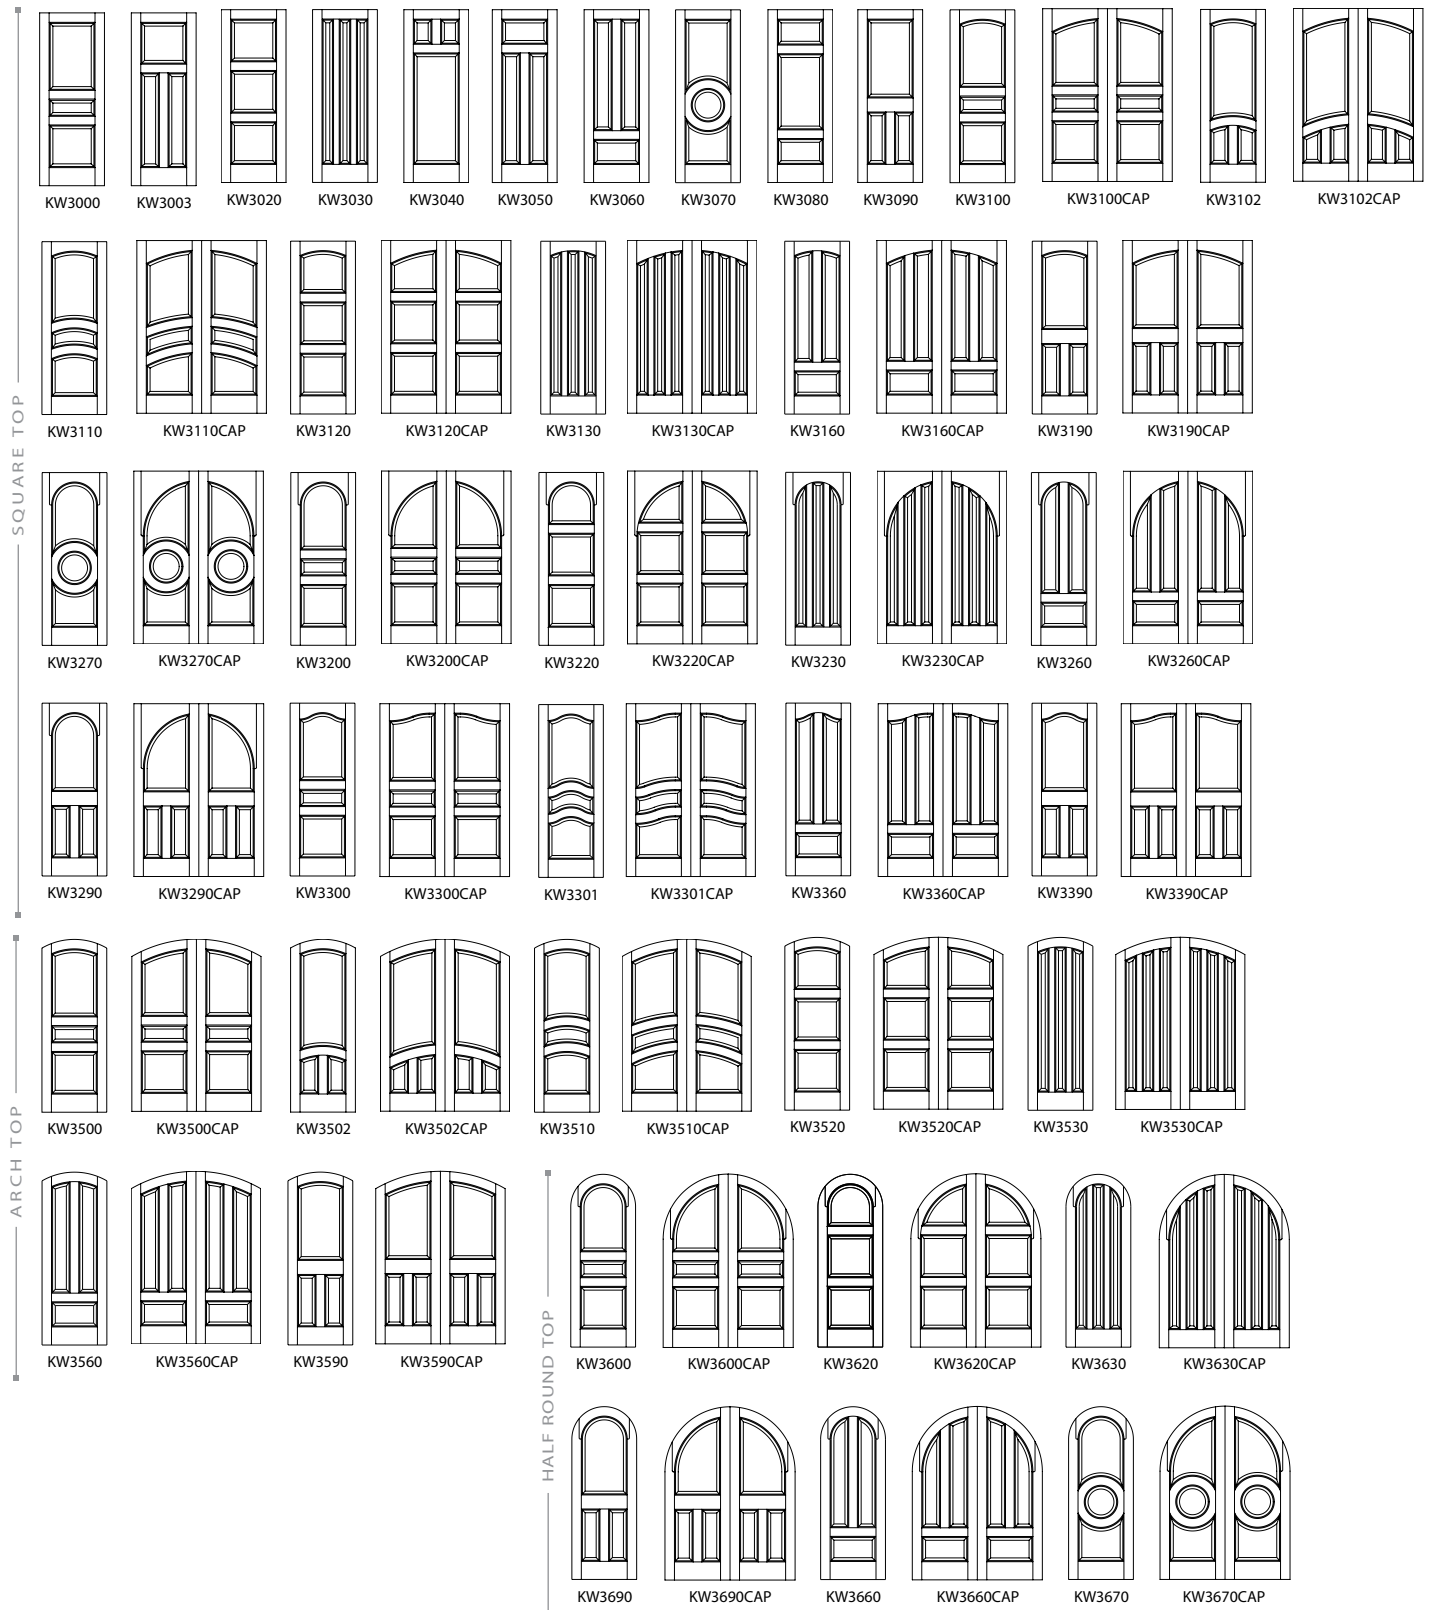 SQUARE TOP
KW3000 KW3003 KW3020 KW3030 KW3040 KW3050 KW3060 KW3070 KW3080 KW3090 KW3100 KW3100CAP KW3102 KW3102CAP
KW3110 KW3110CAP KW3120 KW3120CAP KW3130 KW3130CAP KW3160 KW3160CAP KW3190 KW3190CAP
KW3270 KW3270CAP KW3200 KW3200CAP KW3220 KW3220CAP KW3230 KW3230CAP KW3260 KW3260CAP
KW3290 KW3290CAP KW3300 KW3300CAP KW3301 KW3301CAP KW3360 KW3360CAP KW3390 KW3390CAP
ARCH TOP
KW3500 KW3500CAP KW3502 KW3502CAP KW3510 KW3510CAP KW3520 KW3520CAP KW3530 KW3530CAP
KW3560 KW3560CAP KW3590 KW3590CAP
HALF ROUND TOP
KW3600 KW3600CAP KW3620 KW3620CAP KW3630 KW3630CAP
KW3690 KW3690CAP KW3660 KW3660CAP KW3670 KW3670CAP